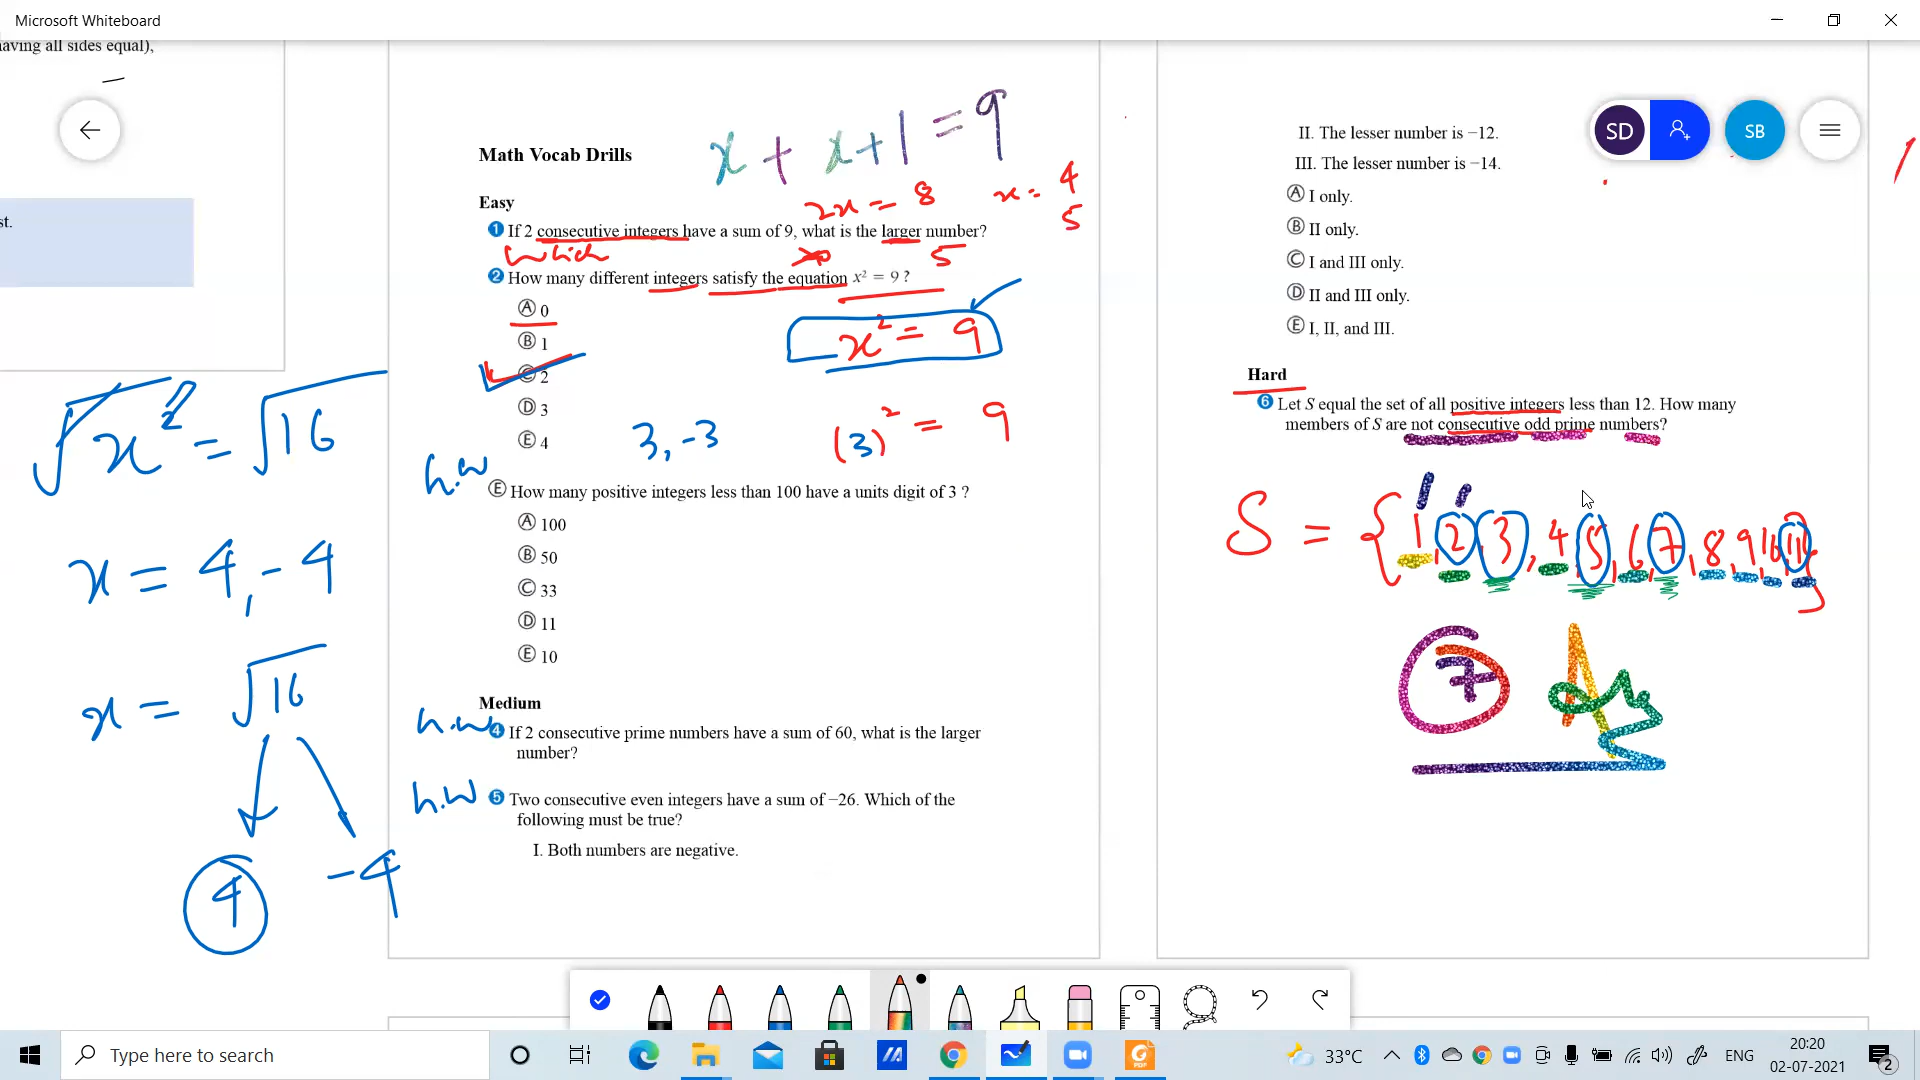 Microsoft Whiteboard
aving all sides equal),
st.
√x² = √16
x = 4, -4
x = √16
4
-4
x + x + 1 = 9
Math Vocab Drills
2x = 8
x = 4
5
Easy
1 If 2 consecutive integers have a sum of 9, what is the larger number?
which
5
2 How many different integers satisfy the equation x² = 9 ?
A 0
B 1
C 2
D 3
E 4
x² = 9
3, -3
(3)² = 9
h.w
E How many positive integers less than 100 have a units digit of 3 ?
A 100
B 50
C 33
D 11
E 10
Medium
h.w
4 If 2 consecutive prime numbers have a sum of 60, what is the larger
number?
h.w
5 Two consecutive even integers have a sum of −26. Which of the
following must be true?
I. Both numbers are negative.
II. The lesser number is −12.
III. The lesser number is −14.
A I only.
B II only.
C I and III only.
D II and III only.
E I, II, and III.
SD
SB
Hard
6 Let S equal the set of all positive integers less than 12. How many
members of S are not consecutive odd prime numbers?
S = {1, 2, 3, 4, 5, 6, 7, 8, 9, 10, 11}
7
Type here to search
33°C
ENG
20:20
02-07-2021
2